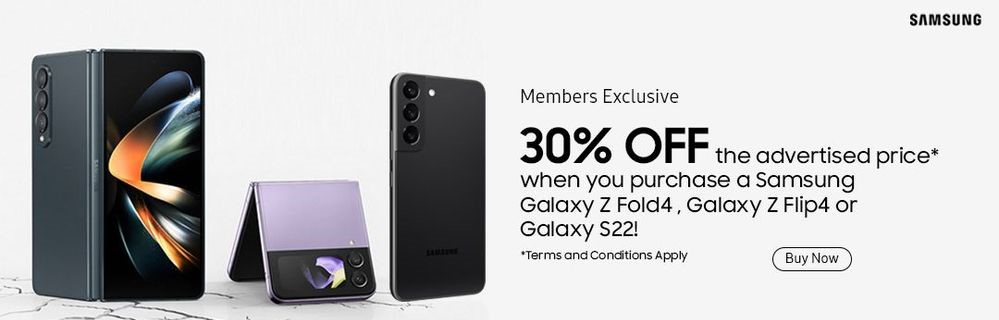 SAMSUNG
Members Exclusive
30% OFF the advertised price*
when you purchase a Samsung
Galaxy Z Fold4 , Galaxy Z Flip4 or
Galaxy S22!
*Terms and Conditions Apply
Buy Now
SAMSUNG
SAMSUNG